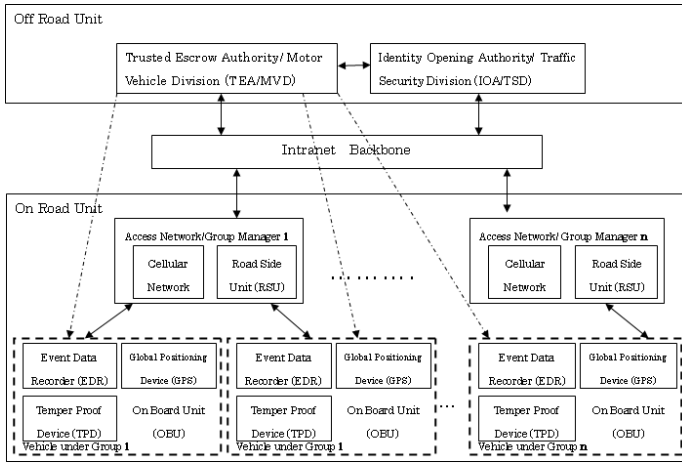 Off Road Unit
Trusted Escrow Authority/ Motor
Vehicle Division (TEA/MVD)
Identity Opening Authority/ Traffic
Security Division (IOA/TSD)
Intranet Backbone
On Road Unit
Access Network/Group Manager 1
Cellular
Network
Road Side
Unit (RSU)
..........
Access Network/ Group Manager n
Cellular
Network
Road Side
Unit (RSU)
Event Data
Recorder (EDR)
Global Positioning
Device (GPS)
Temper Proof
Device (TPD)
On Board Unit
(OBU)
Vehicle under Group 1
Event Data
Recorder (EDR)
Global Positioning
Device (GPS)
Temper Proof
Device (TPD)
On Board Unit
(OBU)
Vehicle under Group 1
...
Event Data
Recorder (EDR)
Global Positioning
Device (GPS)
Temper Proof
Device (TPD)
On Board Unit
(OBU)
Vehicle under Group n